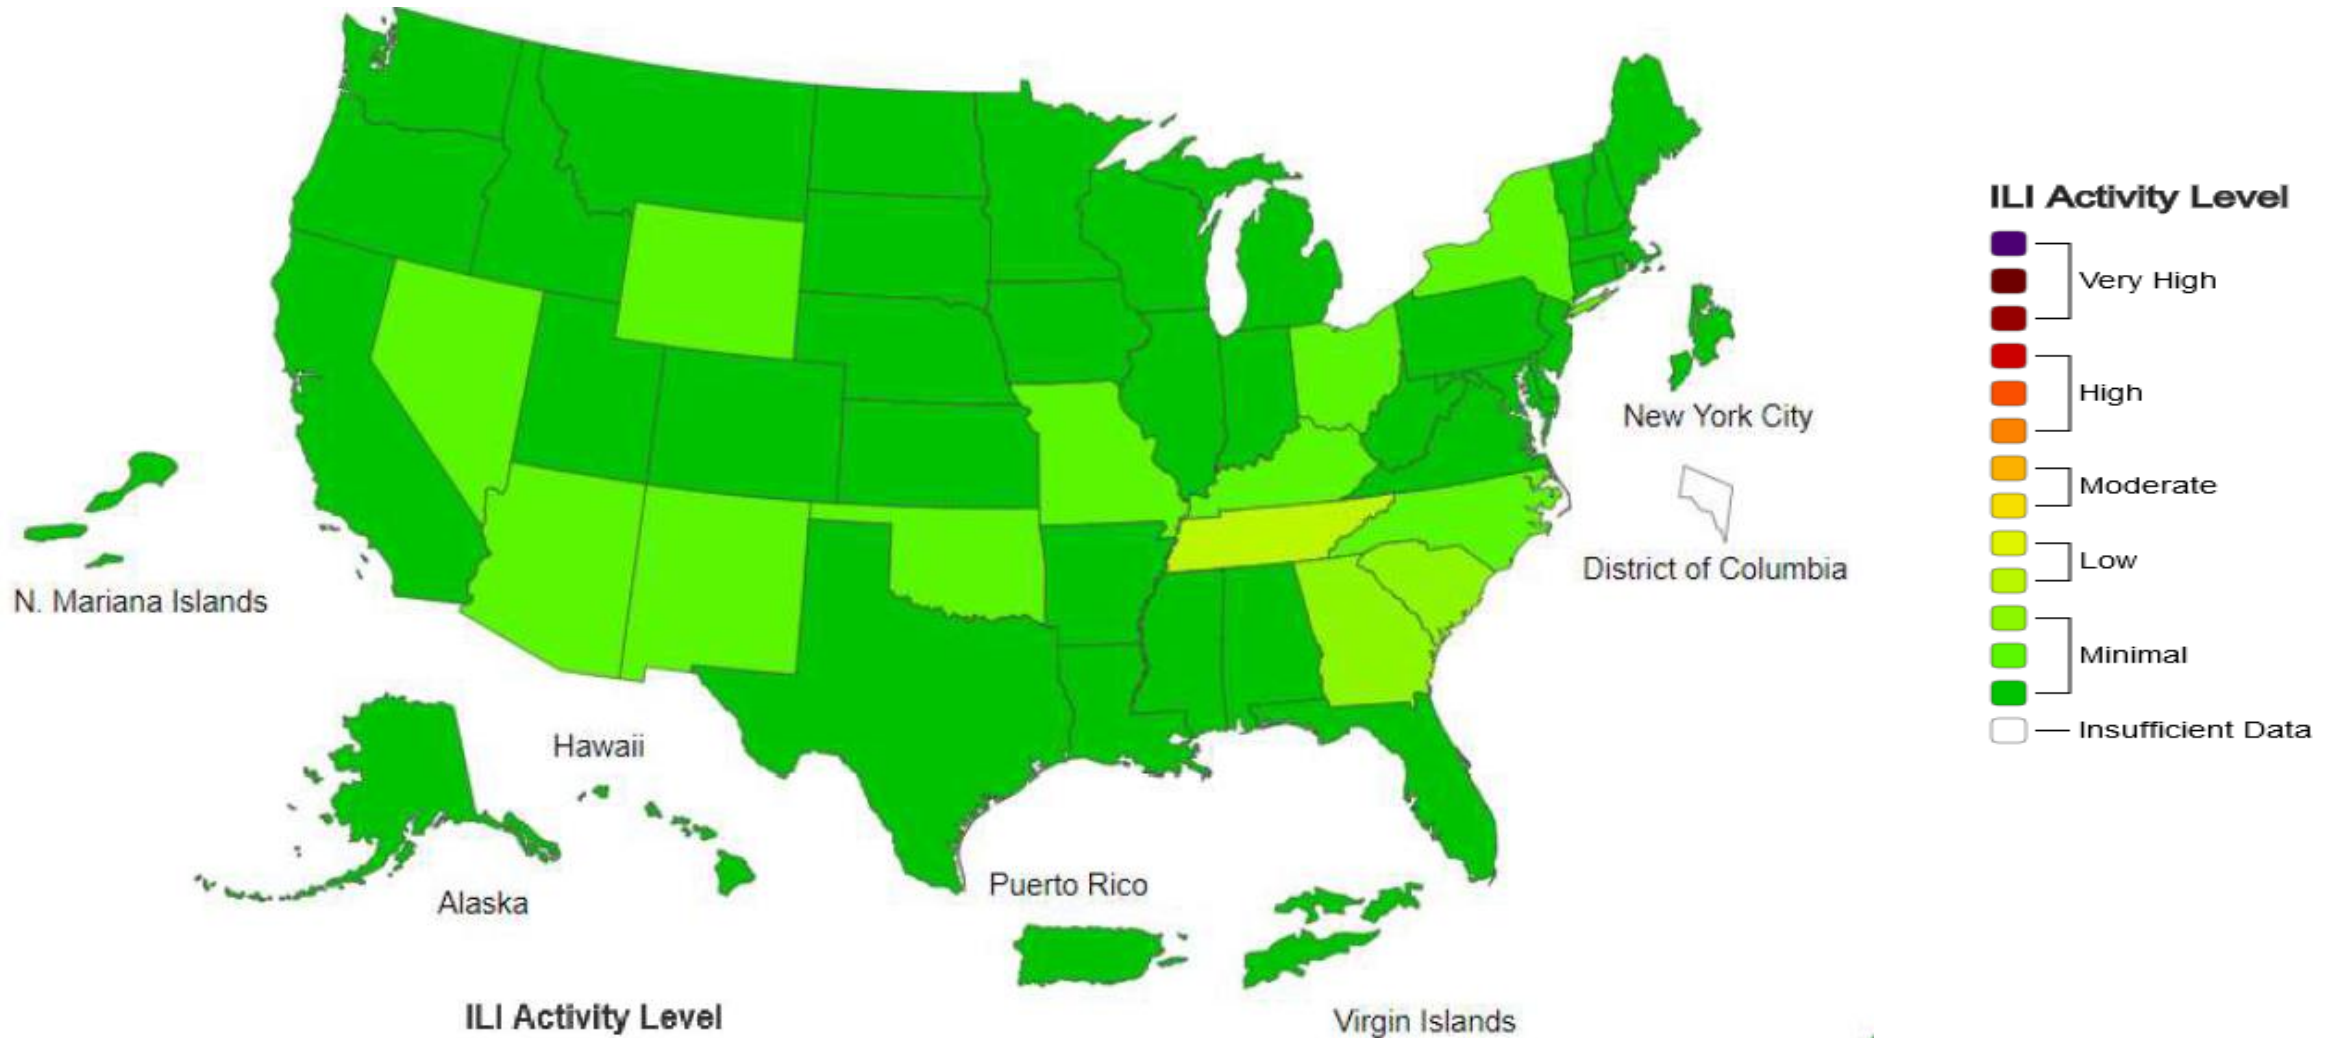 ILI Activity Level
Very High
High
Moderate
Low
Minimal
Insufficient Data
New York City
District of Columbia
N. Mariana Islands
Hawaii
Alaska
Puerto Rico
Virgin Islands
ILI Activity Level